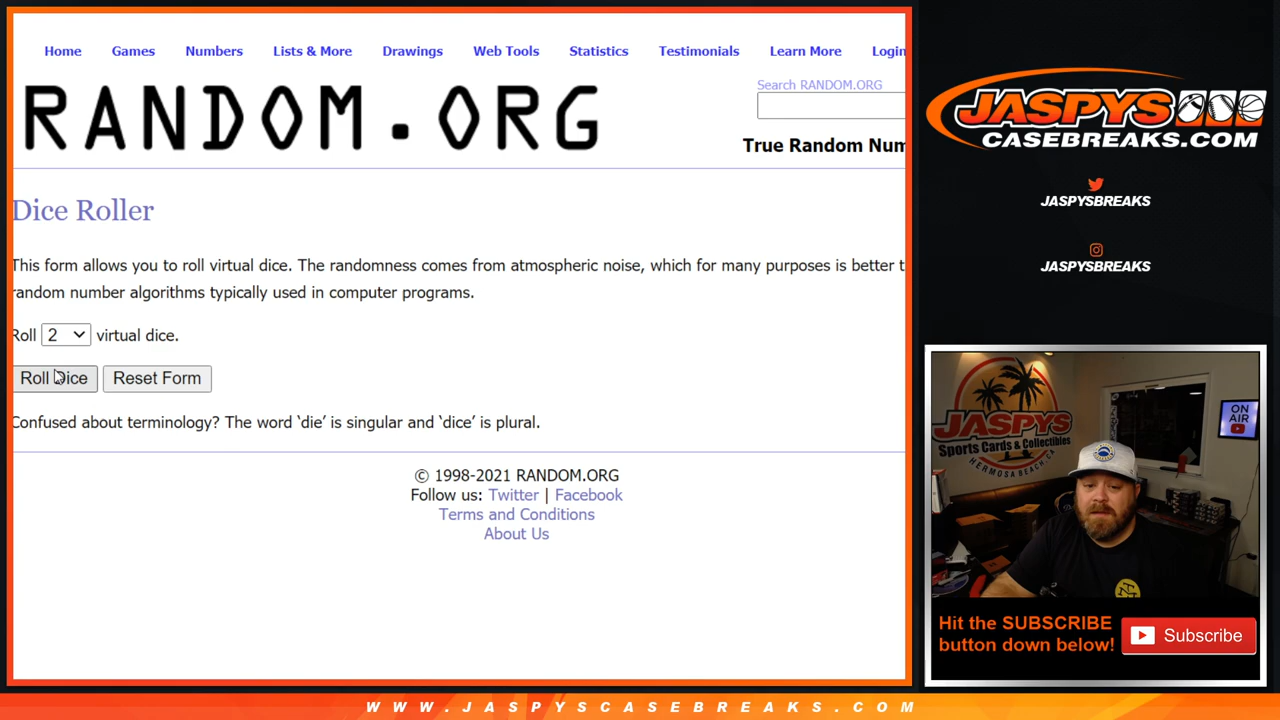 Home Games Numbers Lists & More Drawings Web Tools Statistics Testimonials Learn More Login
RANDOM.ORG
Search RANDOM.ORG
True Random Num
Dice Roller
This form allows you to roll virtual dice. The randomness comes from atmospheric noise, which for many purposes is better t
random number algorithms typically used in computer programs.
Roll 2 virtual dice.
Roll Dice Reset Form
Confused about terminology? The word ‘die’ is singular and ‘dice’ is plural.
© 1998-2021 RANDOM.ORG
Follow us: Twitter | Facebook
Terms and Conditions
About Us
JASPYS
CASEBREAKS.COM
JASPYSBREAKS
JASPYSBREAKS
JASPYS
Sports Cards & Collectibles
HERMOSA BEACH, CA
ON
AIR
Hit the SUBSCRIBE
button down below!
Subscribe
WWW.JASPYSCASEBREAKS.COM